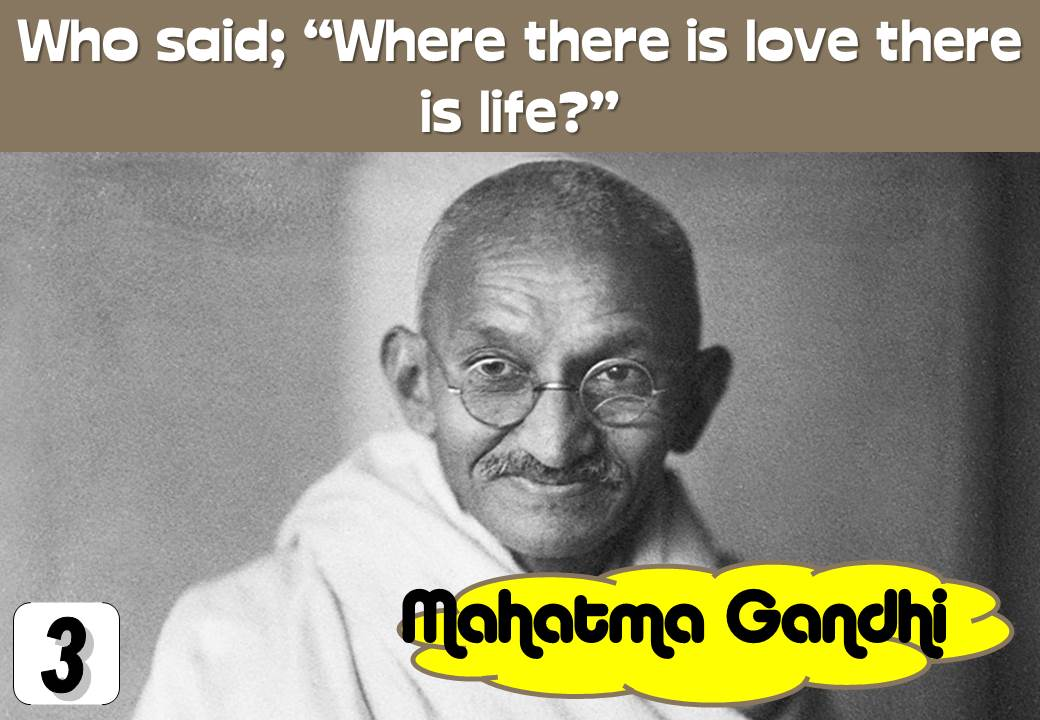 Who said; “Where there is love there
is life?”
Mahatma Gandhi
3